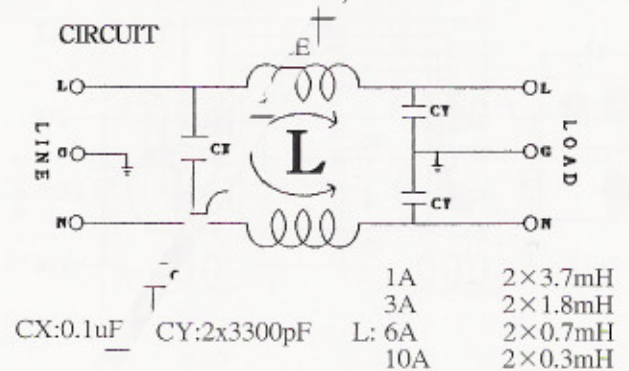 CIRCUIT
L
L
CY
LINE
G
CX
L
G
LOAD
CY
N
N
1A 2×3.7mH
3A 2×1.8mH
CX:0.1uF CY:2x3300pF L: 6A 2×0.7mH
10A 2×0.3mH